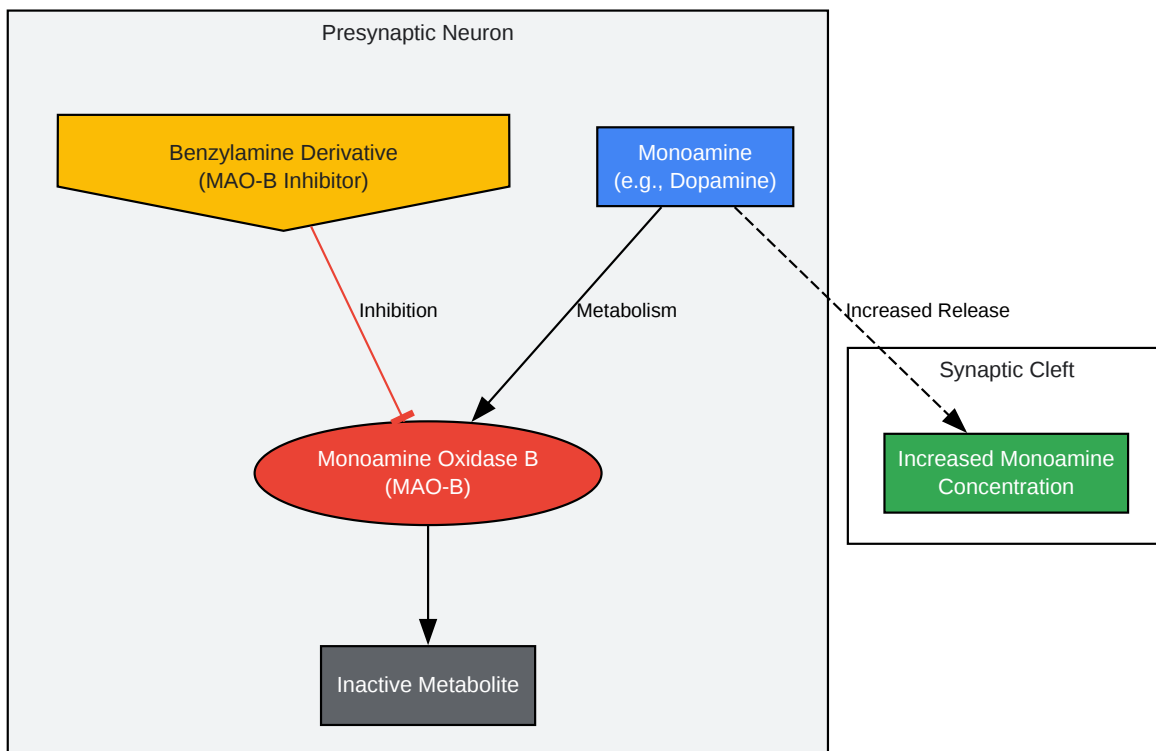 Presynaptic Neuron
Benzylamine Derivative
(MAO-B Inhibitor)
Monoamine
(e.g., Dopamine)
Inhibition
Metabolism
Increased Release
Synaptic Cleft
Monoamine Oxidase B
(MAO-B)
Increased Monoamine
Concentration
Inactive Metabolite